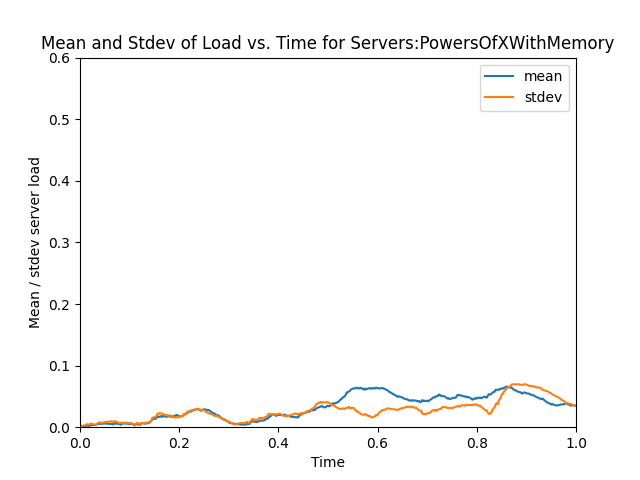 Mean and Stdev of Load vs. Time for Servers:PowersOfXWithMemory
mean
stdev
Mean / stdev server load
0.6
0.5
0.4
0.3
0.2
0.1
0.0
0.0 0.2 0.4 0.6 0.8 1.0
Time